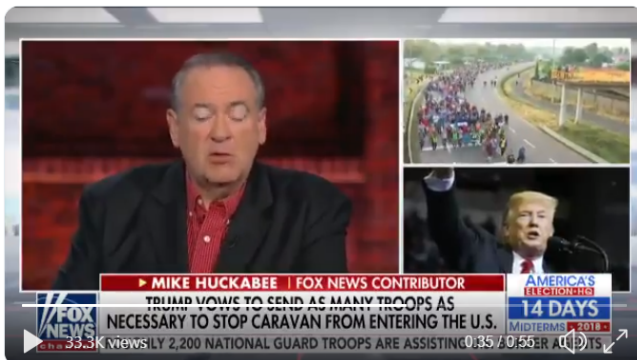 ▸ MIKE HUCKABEE | FOX NEWS CONTRIBUTOR
TRUMP VOWS TO SEND AS MANY TROOPS AS
NECESSARY TO STOP CARAVAN FROM ENTERING THE U.S.
AMERICA'S
ELECTION HQ
14 DAYS
MIDTERMS 2018
FOX
NEWS
cha
33.3K views
LY 2,200 NATIONAL GUARD TROOPS ARE ASSISTING
0:35 / 0:55